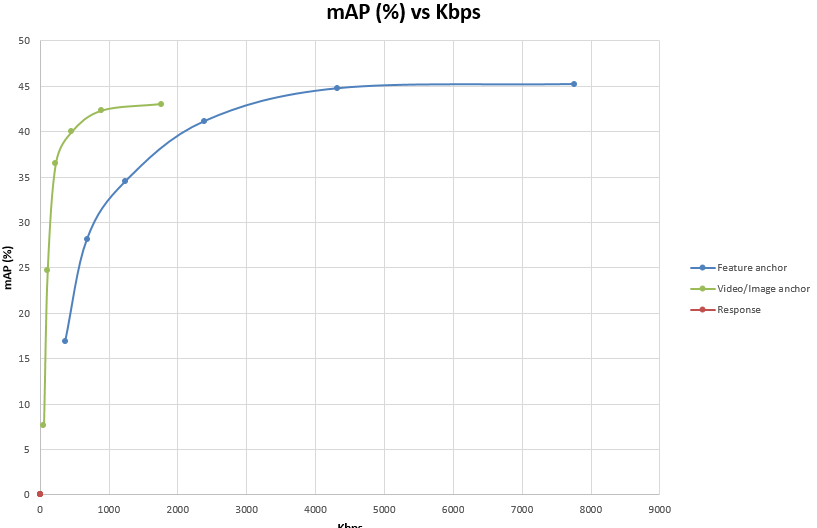 mAP (%) vs Kbps
50
45
40
35
30
25
20
15
10
5
0
mAP (%)
0 1000 2000 3000 4000 5000 6000 7000 8000 9000
Kbps
Feature anchor
Video/Image anchor
Response